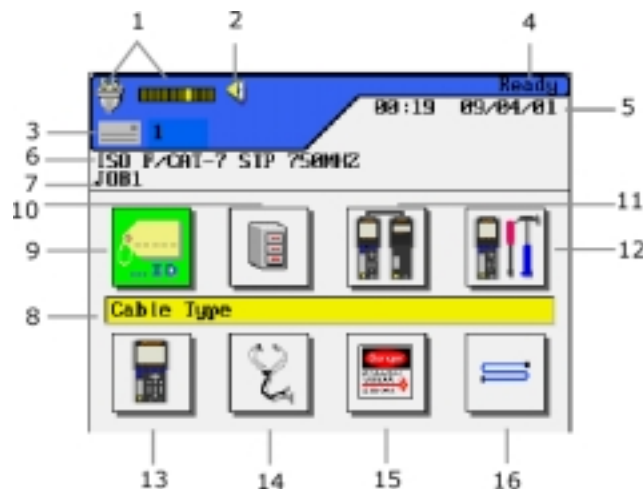 1 2 4
Ready
00:19 09/04/01 5
3 1
6 ISO F/CAT-7 STP 750MHZ
7 JOB1
10 11
9 ...ID 12
8 Cable Type
Danger
13 14 15 16